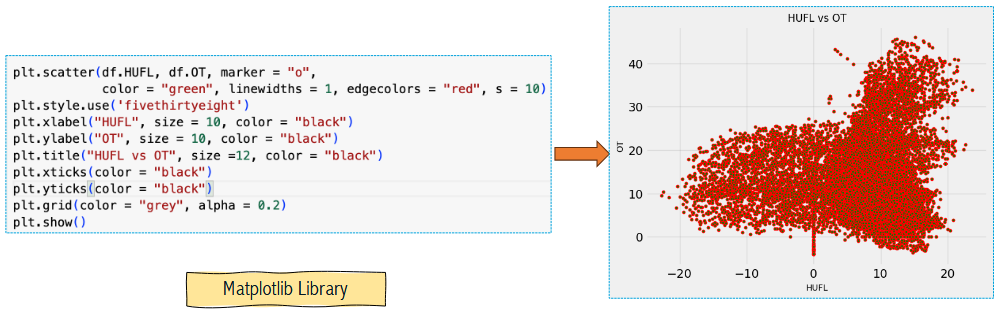 plt.scatter(df.HUFL, df.OT, marker = "o",
color = "green", linewidths = 1, edgecolors = "red", s = 10)
plt.style.use('fivethirtyeight')
plt.xlabel("HUFL", size = 10, color = "black")
plt.ylabel("OT", size = 10, color = "black")
plt.title("HUFL vs OT", size =12, color = "black")
plt.xticks(color = "black")
plt.yticks(color = "black")
plt.grid(color = "grey", alpha = 0.2)
plt.show()
Matplotlib Library
HUFL vs OT
40
30
20
10
0
OT
−20
−10
0
10
20
HUFL